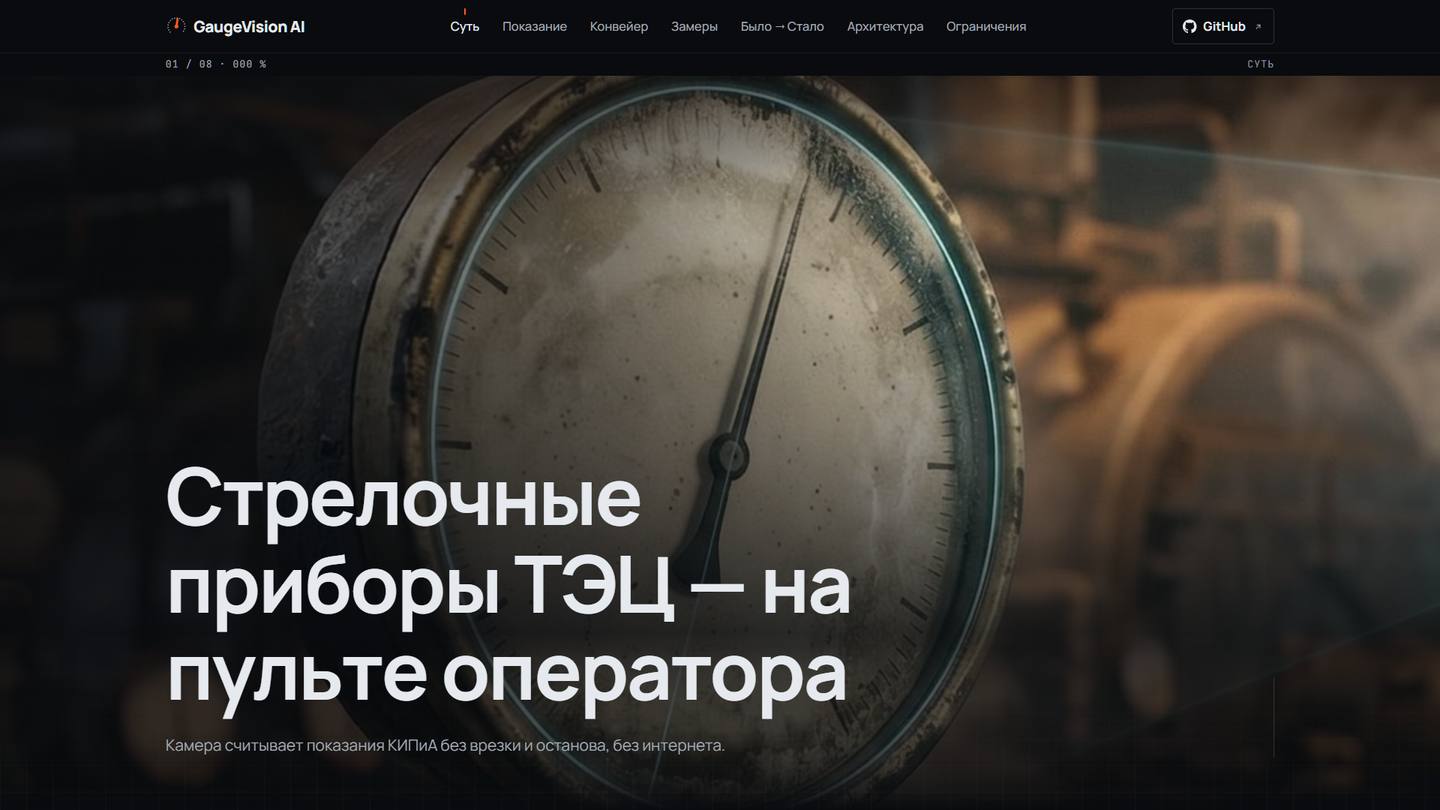 GaugeVision AI
Суть Показание Конвейер Замеры Было → Стало Архитектура Ограничения
GitHub ↗
01 / 08 · 000 %
СУТЬ
Стрелочные
приборы ТЭЦ — на
пульте оператора
Камера считывает показания КИПиА без врезки и останова, без интернета.